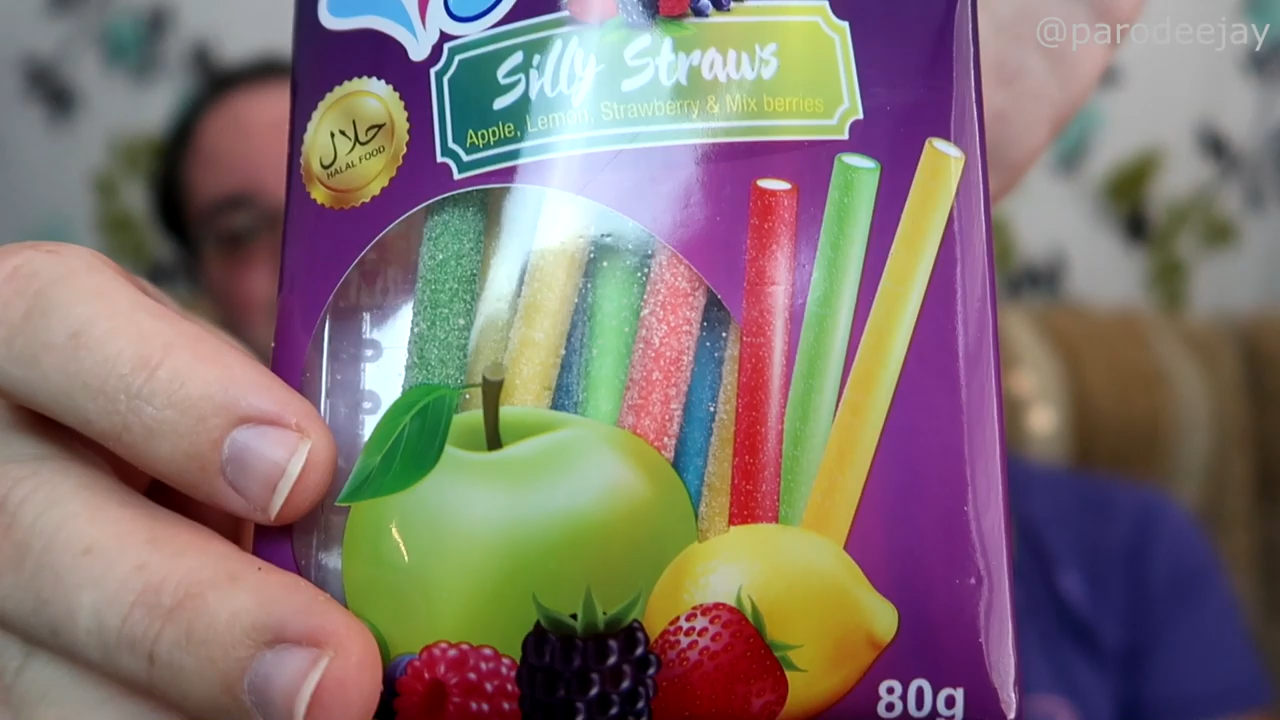 @parodeejay
Silly Straws
Apple, Lemon, Strawberry & Mix berries
حلال
HALAL FOOD
80g